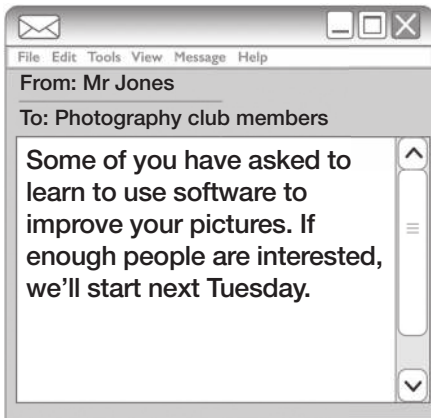 File Edit Tools View Message Help
From: Mr Jones
To: Photography club members
Some of you have asked to
learn to use software to
improve your pictures. If
enough people are interested,
we’ll start next Tuesday.